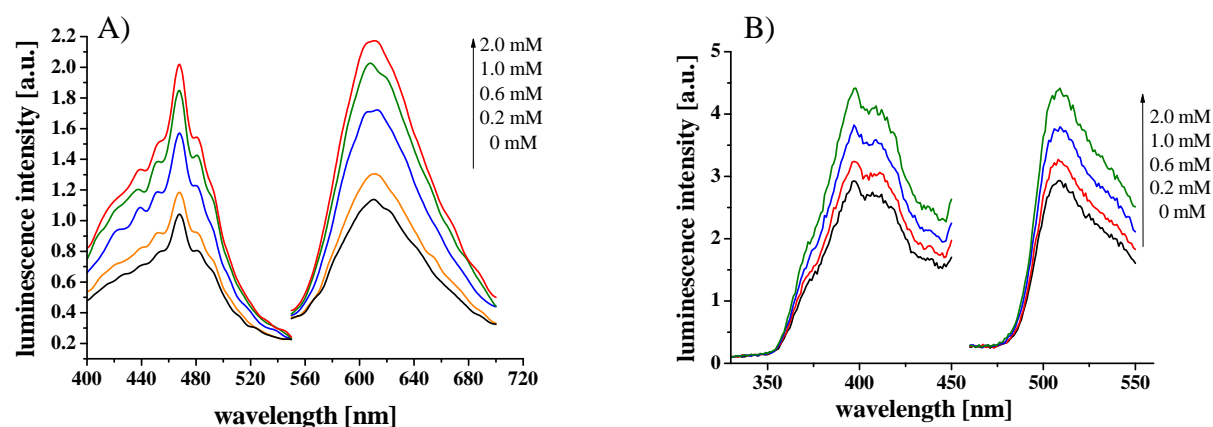 A)
luminescence intensity [a.u.]
2.2
2.0
1.8
1.6
1.4
1.2
1.0
0.8
0.6
0.4
0.2
400 440 480 520 560 600 640 680 720
wavelength [nm]
2.0 mM
1.0 mM
0.6 mM
0.2 mM
0 mM
B)
luminescence intensity [a.u.]
5
4
3
2
1
0
350 400 450 500 550
wavelength [nm]
2.0 mM
1.0 mM
0.6 mM
0.2 mM
0 mM